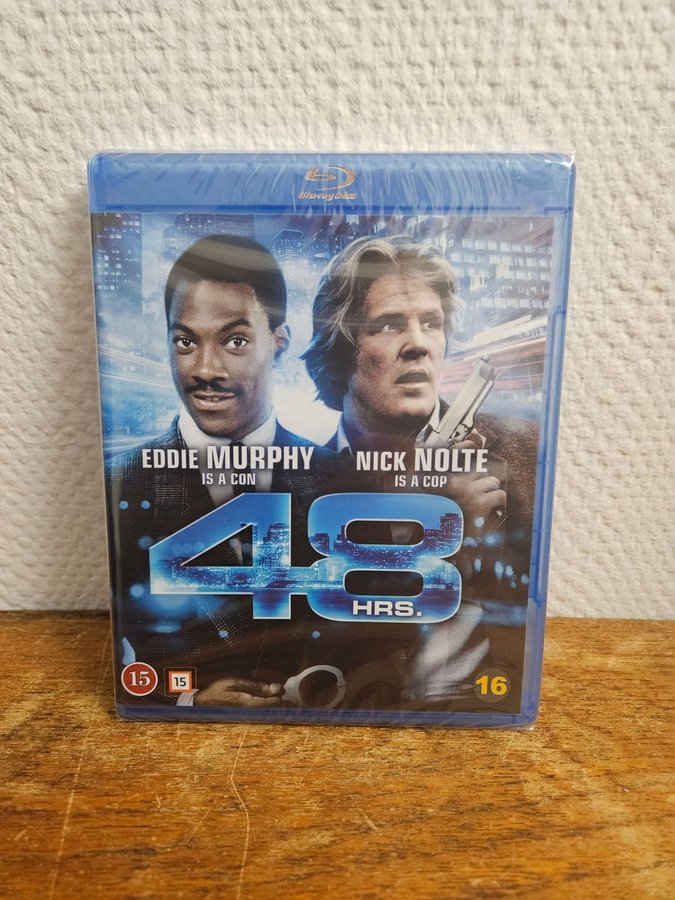 Blu-ray Disc
EDDIE MURPHY
IS A CON
NICK NOLTE
IS A COP
48
HRS.
15
15
16